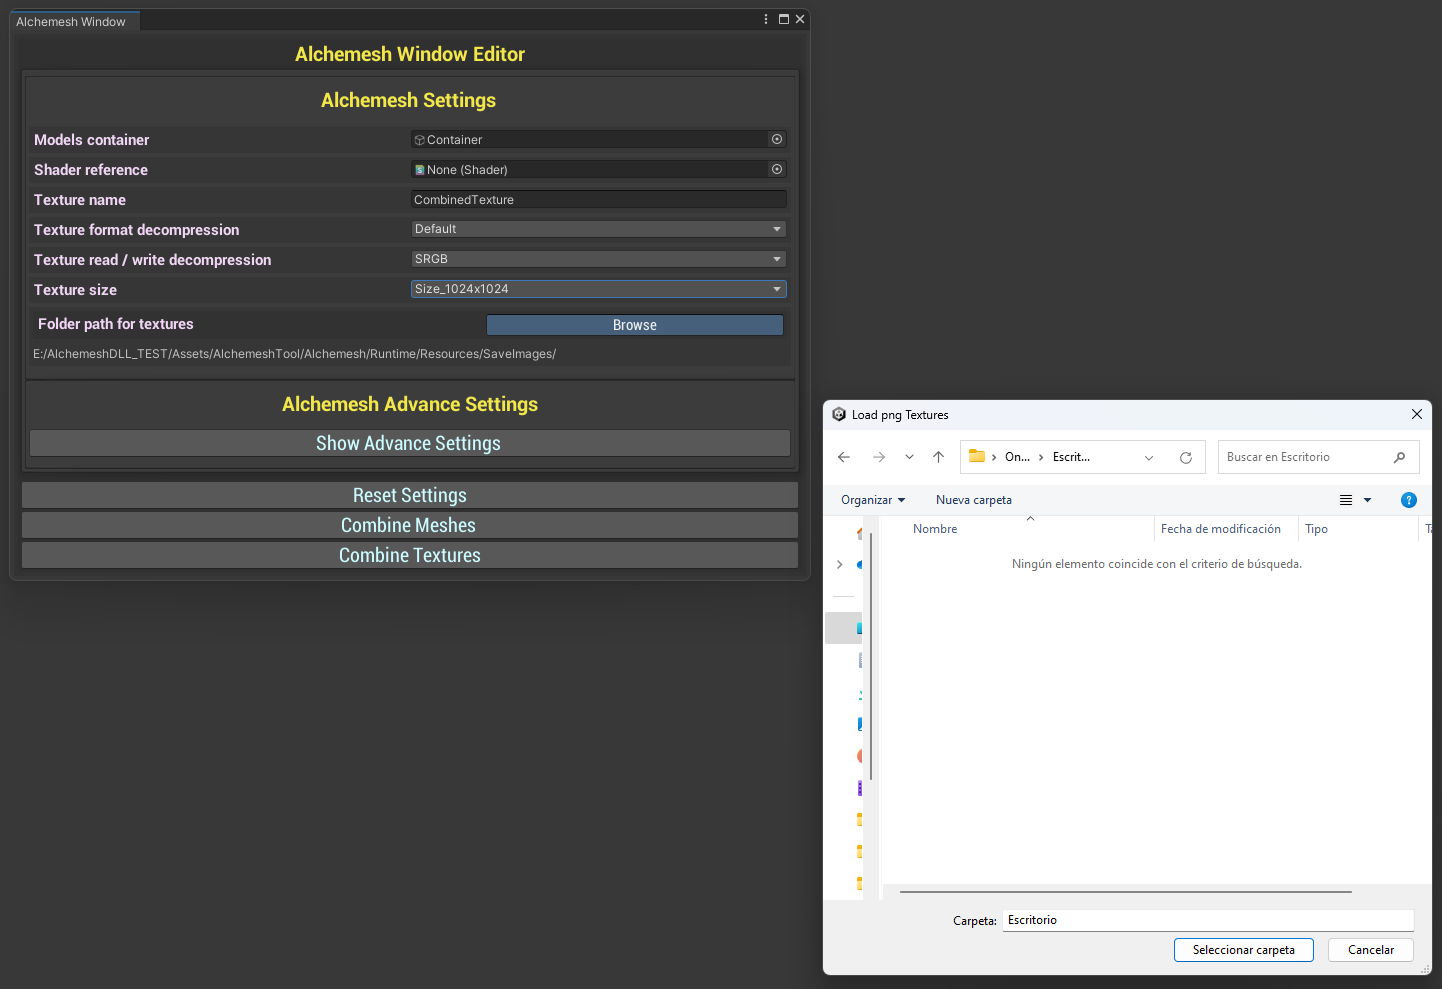 Alchemesh Window
Alchemesh Window Editor
Alchemesh Settings
Models container
Container
Shader reference
None (Shader)
Texture name
CombinedTexture
Texture format decompression
Default
Texture read / write decompression
SRGB
Texture size
Size_1024x1024
Folder path for textures
Browse
E:/AlchemeshDLL_TEST/Assets/AlchemeshTool/Alchemesh/Runtime/Resources/SaveImages/
Alchemesh Advance Settings
Show Advance Settings
Reset Settings
Combine Meshes
Combine Textures
Load png Textures
On... › Escrit...
Buscar en Escritorio
Organizar
Nueva carpeta
Nombre
Fecha de modificación
Tipo
Ningún elemento coincide con el criterio de búsqueda.
Carpeta:
Escritorio
Seleccionar carpeta
Cancelar